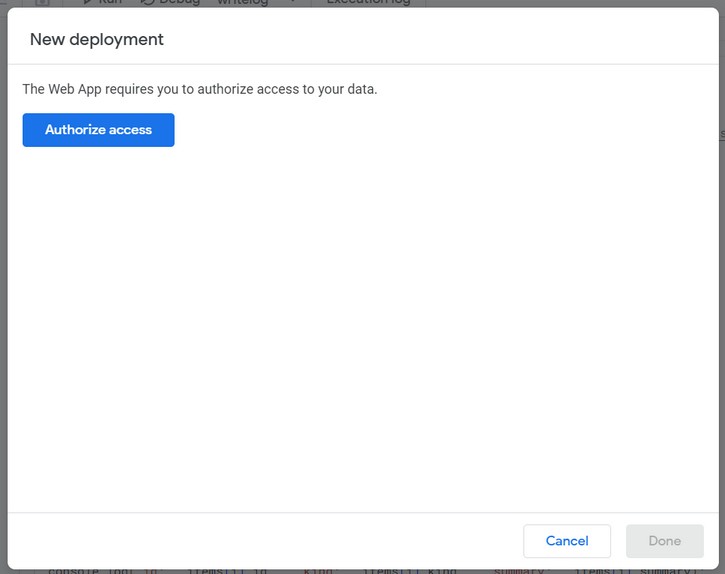 Run Debug writelog Execution log
New deployment
The Web App requires you to authorize access to your data.
Authorize access
Cancel Done